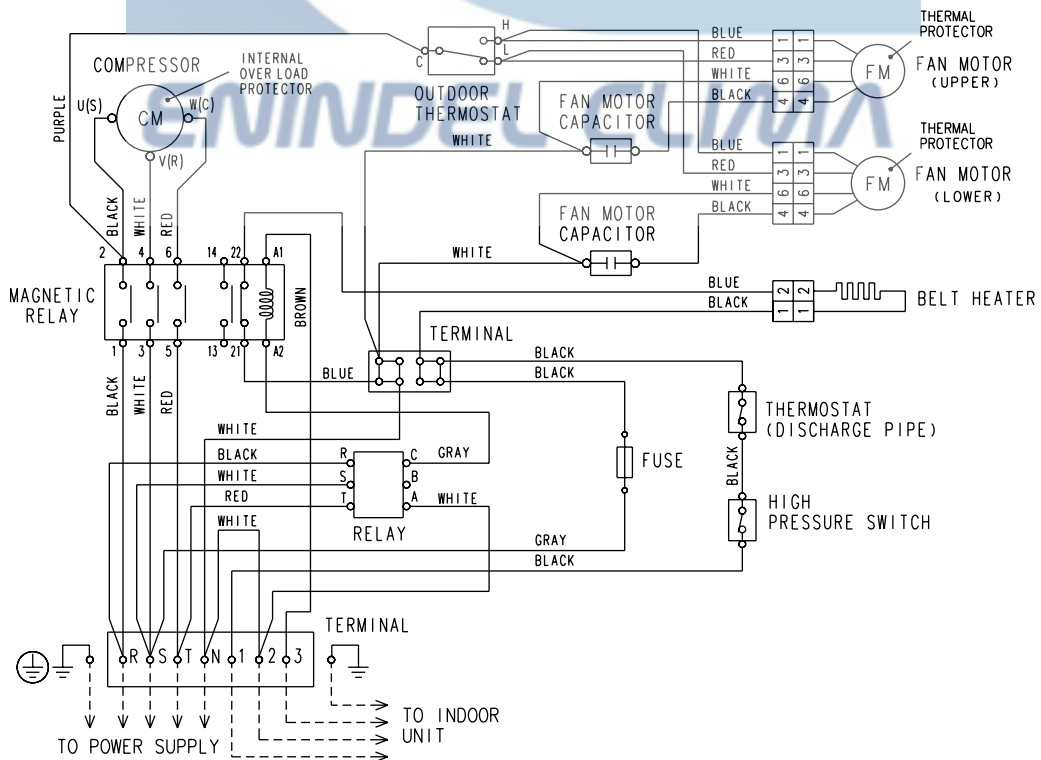 THERMAL
PROTECTOR
H
BLUE
1 1
COMPRESSOR
INTERNAL
OVER LOAD
PROTECTOR
C
L
RED
3 3
FM
FAN MOTOR
(UPPER)
WHITE
6 6
OUTDOOR
THERMOSTAT
FAN MOTOR
CAPACITOR
BLACK
4 4
PURPLE
U(S)
W(C)
CM
V(R)
ENINDEL CLIMA
THERMAL
PROTECTOR
WHITE
BLUE
1 1
RED
3 3
FM
FAN MOTOR
(LOWER)
WHITE
6 6
BLACK
4 4
BLACK
WHITE
RED
FAN MOTOR
CAPACITOR
2 4 6 14 22 A1
WHITE
MAGNETIC
RELAY
BROWN
BLUE
2 2
BLACK
1 1
BELT HEATER
1 3 5 13 21 A2
TERMINAL
BLUE
BLACK
BLACK
BLACK
WHITE
RED
THERMOSTAT
(DISCHARGE PIPE)
WHITE
BLACK
R
C
GRAY
FUSE
BLACK
WHITE
S
B
RED
T
A
WHITE
HIGH
PRESSURE SWITCH
WHITE
RELAY
GRAY
BLACK
TERMINAL
R S T N 1 2 3
TO INDOOR
UNIT
TO POWER SUPPLY